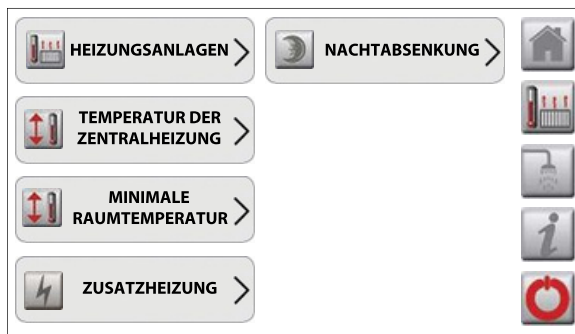 HEIZUNGSANLAGEN
NACHTABSENKUNG
TEMPERATUR DER
ZENTRALHEIZUNG
MINIMALE
RAUMTEMPERATUR
ZUSATZHEIZUNG